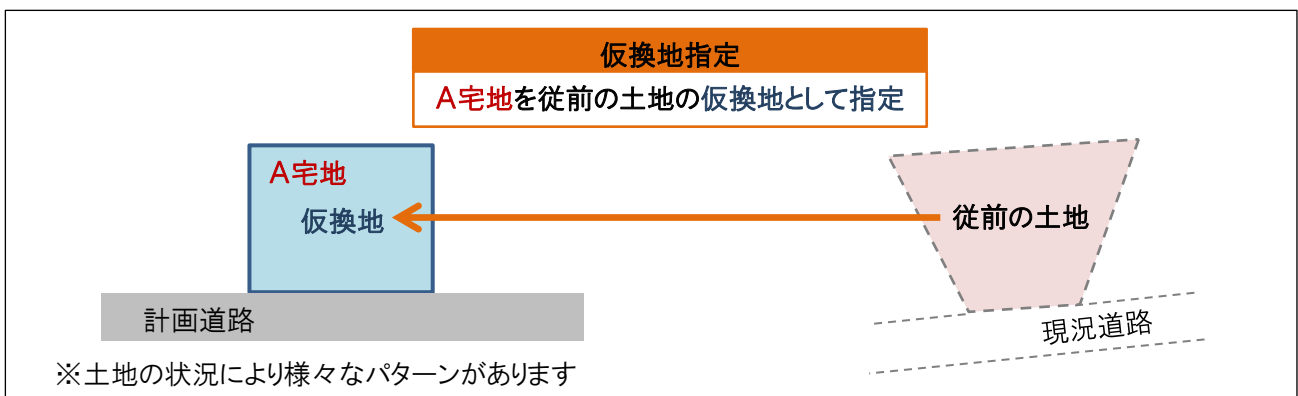 仮換地指定
A宅地を従前の土地の仮換地として指定
A宅地
仮換地
従前の土地
計画道路
現況道路
※土地の状況により様々なパターンがあります